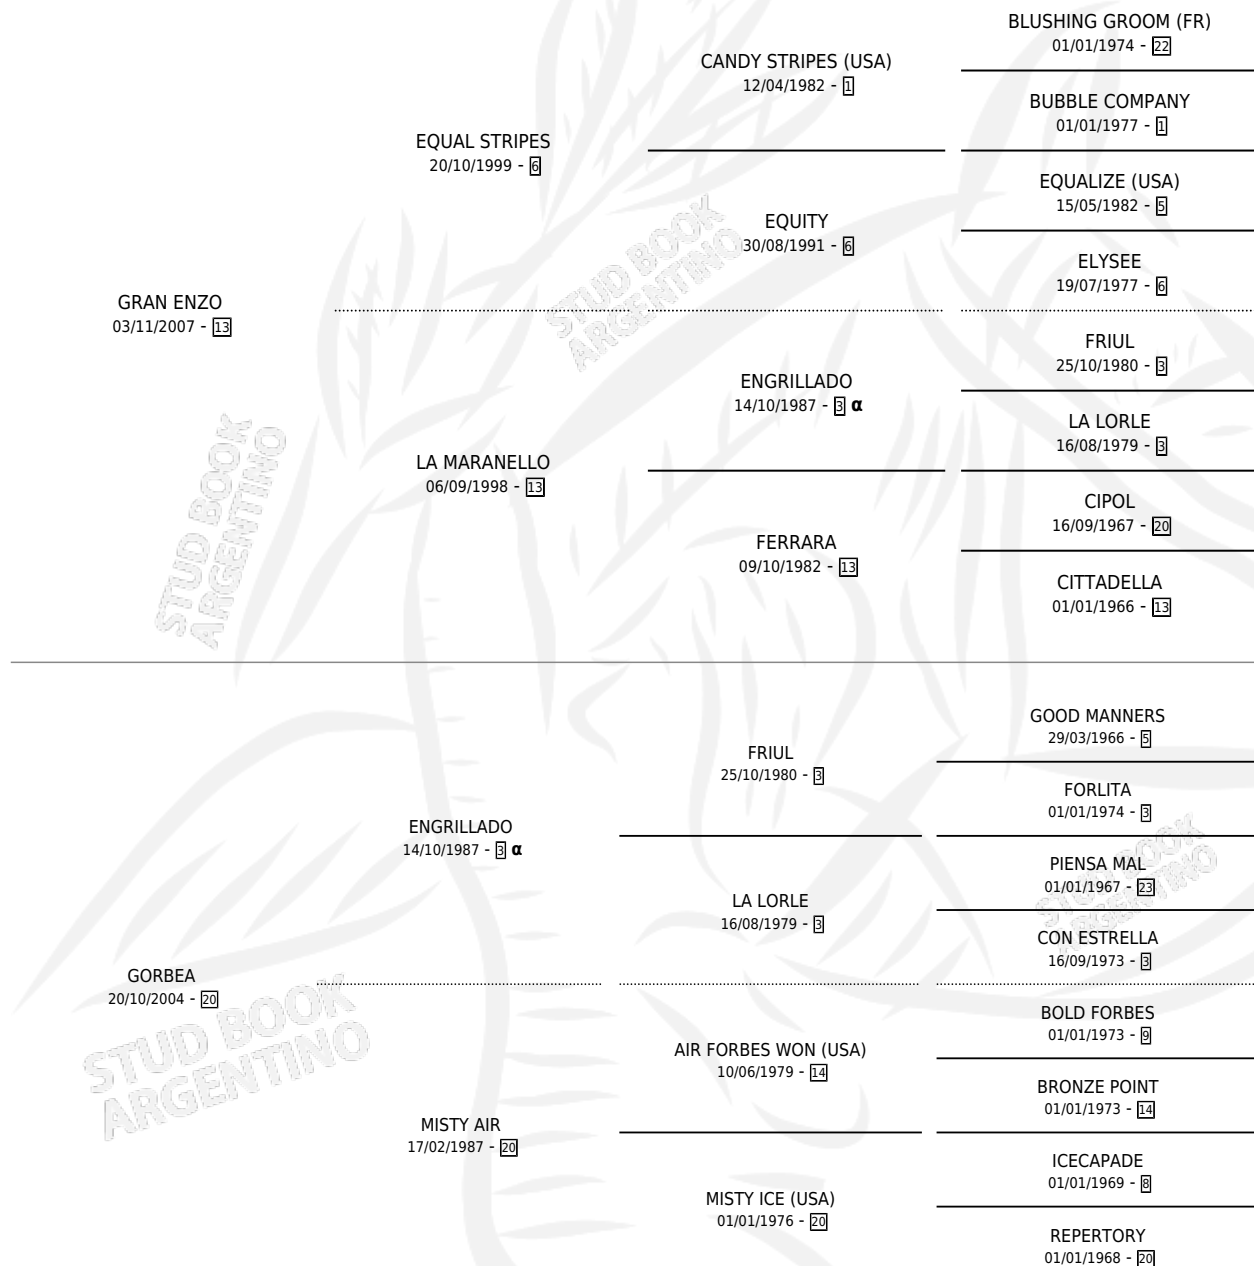 BLUSHING GROOM (FR)
01/01/1974 - 22
CANDY STRIPES (USA)
12/04/1982 - 1
BUBBLE COMPANY
01/01/1977 - 1
EQUAL STRIPES
20/10/1999 - 6
EQUALIZE (USA)
15/05/1982 - 5
EQUITY
30/08/1991 - 6
ELYSEE
19/07/1977 - 6
GRAN ENZO
03/11/2007 - 13
FRIUL
25/10/1980 - 3
ENGRILLADO
14/10/1987 - 3 α
LA LORLE
16/08/1979 - 3
LA MARANELLO
06/09/1998 - 13
CIPOL
16/09/1967 - 20
FERRARA
09/10/1982 - 13
CITTADELLA
01/01/1966 - 13
GOOD MANNERS
29/03/1966 - 5
FRIUL
25/10/1980 - 3
FORLITA
01/01/1974 - 3
ENGRILLADO
14/10/1987 - 3 α
PIENSA MAL
01/01/1967 - 23
LA LORLE
16/08/1979 - 3
CON ESTRELLA
16/09/1973 - 3
GORBEA
20/10/2004 - 20
BOLD FORBES
01/01/1973 - 9
AIR FORBES WON (USA)
10/06/1979 - 14
BRONZE POINT
01/01/1973 - 14
MISTY AIR
17/02/1987 - 20
ICECAPADE
01/01/1969 - 8
MISTY ICE (USA)
01/01/1976 - 20
REPERTORY
01/01/1968 - 20
STUD BOOK
ARGENTINO
STUD BOOK
ARGENTINO
STUD BOOK
ARGENTINO
STUD BOOK
ARGENTINO